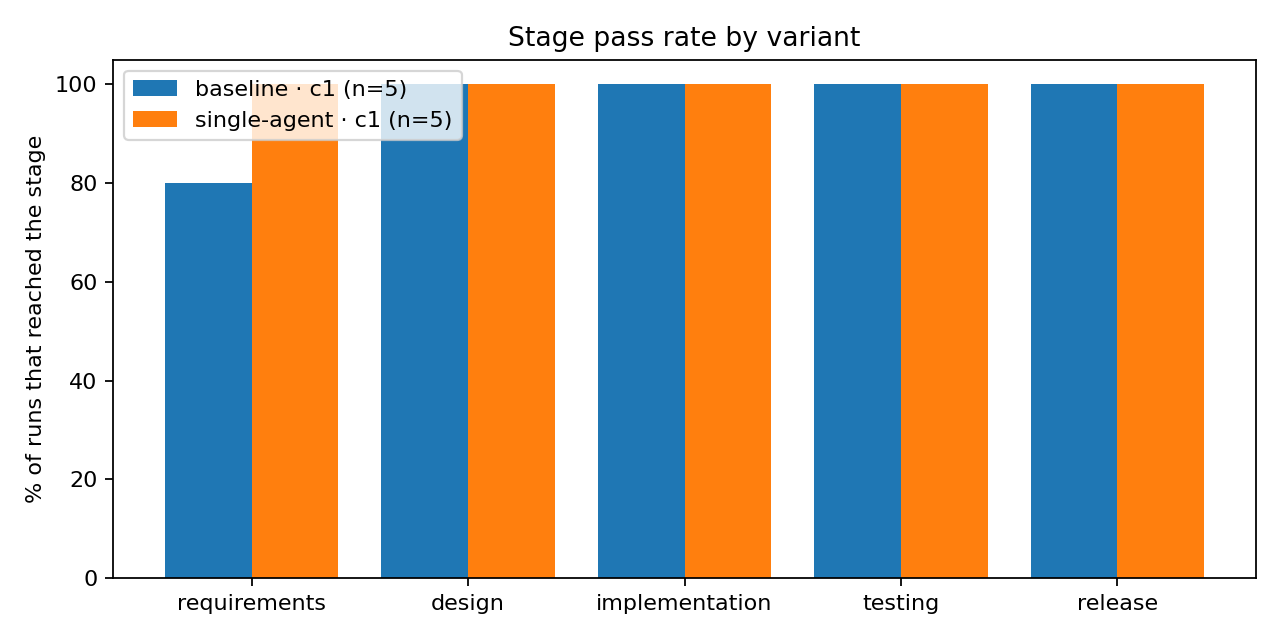 Stage pass rate by variant
baseline · c1 (n=5)
single-agent · c1 (n=5)
% of runs that reached the stage
100
80
60
40
20
0
requirements design implementation testing release